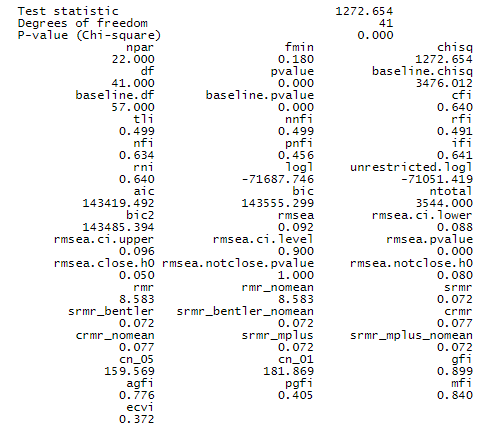 Test statistic 1272.654
Degrees of freedom 41
P-value (Chi-square) 0.000
npar fmin chisq
22.000 0.180 1272.654
df pvalue baseline.chisq
41.000 0.000 3476.012
baseline.df baseline.pvalue cfi
57.000 0.000 0.640
tli nnfi rfi
0.499 0.499 0.491
nfi pnfi ifi
0.634 0.456 0.641
rni logl unrestricted.logl
0.640 -71687.746 -71051.419
aic bic ntotal
143419.492 143555.299 3544.000
bic2 rmsea rmsea.ci.lower
143485.394 0.092 0.088
rmsea.ci.upper rmsea.ci.level rmsea.pvalue
0.096 0.900 0.000
rmsea.close.h0 rmsea.notclose.pvalue rmsea.notclose.h0
0.050 1.000 0.080
rmr rmr_nomean srmr
8.583 8.583 0.072
srmr_bentler srmr_bentler_nomean crmr
0.072 0.072 0.077
crmr_nomean srmr_mplus srmr_mplus_nomean
0.077 0.072 0.072
cn_05 cn_01 gfi
159.569 181.869 0.899
agfi pgfi mfi
0.776 0.405 0.840
ecvi
0.372